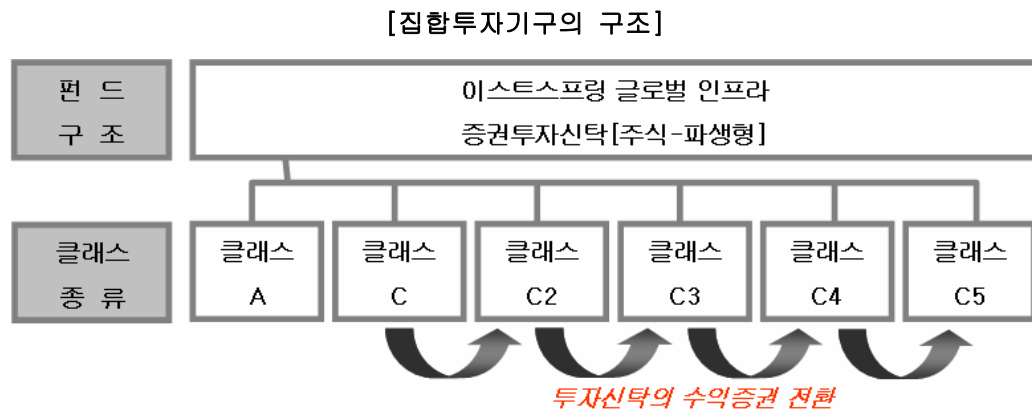 [집합투자기구의 구조]
펀 드
구 조
이스트스프링 글로벌 인프라
증권투자신탁[주식-파생형]
클래스
종 류
클래스
A
클래스
C
클래스
C2
클래스
C3
클래스
C4
클래스
C5
투자신탁의 수익증권 전환